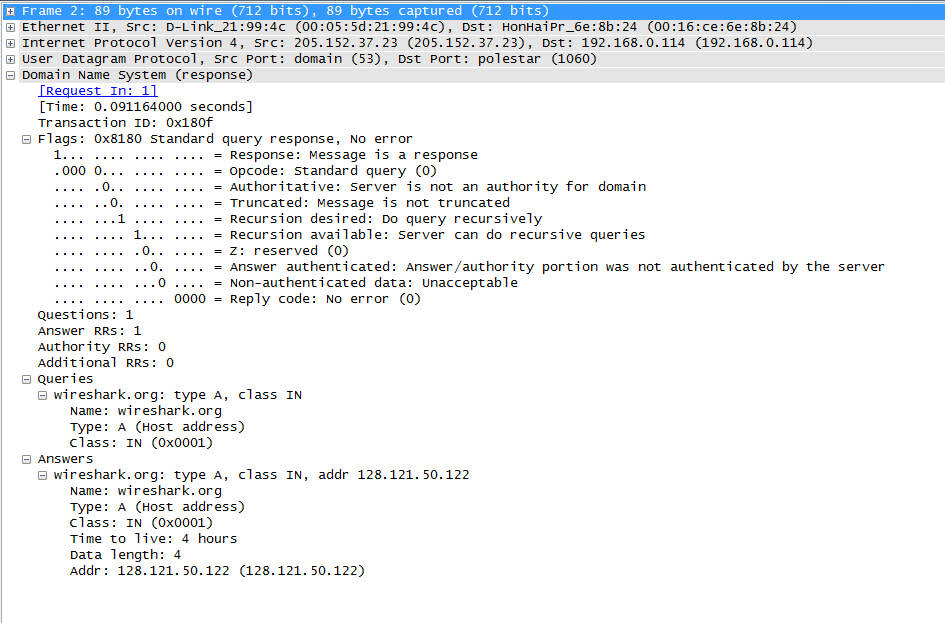 Frame 2: 89 bytes on wire (712 bits), 89 bytes captured (712 bits)
Ethernet II, Src: D-Link_21:99:4c (00:05:5d:21:99:4c), Dst: HonHaiPr_6e:8b:24 (00:16:ce:6e:8b:24)
Internet Protocol Version 4, Src: 205.152.37.23 (205.152.37.23), Dst: 192.168.0.114 (192.168.0.114)
User Datagram Protocol, Src Port: domain (53), Dst Port: polestar (1060)
Domain Name System (response)
[Request In: 1]
[Time: 0.091164000 seconds]
Transaction ID: 0x180f
Flags: 0x8180 Standard query response, No error
1... .... .... .... = Response: Message is a response
.000 0... .... .... = Opcode: Standard query (0)
.... .0.. .... .... = Authoritative: Server is not an authority for domain
.... ..0. .... .... = Truncated: Message is not truncated
.... ...1 .... .... = Recursion desired: Do query recursively
.... .... 1... .... = Recursion available: Server can do recursive queries
.... .... .0.. .... = Z: reserved (0)
.... .... ..0. .... = Answer authenticated: Answer/authority portion was not authenticated by the server
.... .... ...0 .... = Non-authenticated data: Unacceptable
.... .... .... 0000 = Reply code: No error (0)
Questions: 1
Answer RRs: 1
Authority RRs: 0
Additional RRs: 0
Queries
wireshark.org: type A, class IN
Name: wireshark.org
Type: A (Host address)
Class: IN (0x0001)
Answers
wireshark.org: type A, class IN, addr 128.121.50.122
Name: wireshark.org
Type: A (Host address)
Class: IN (0x0001)
Time to live: 4 hours
Data length: 4
Addr: 128.121.50.122 (128.121.50.122)